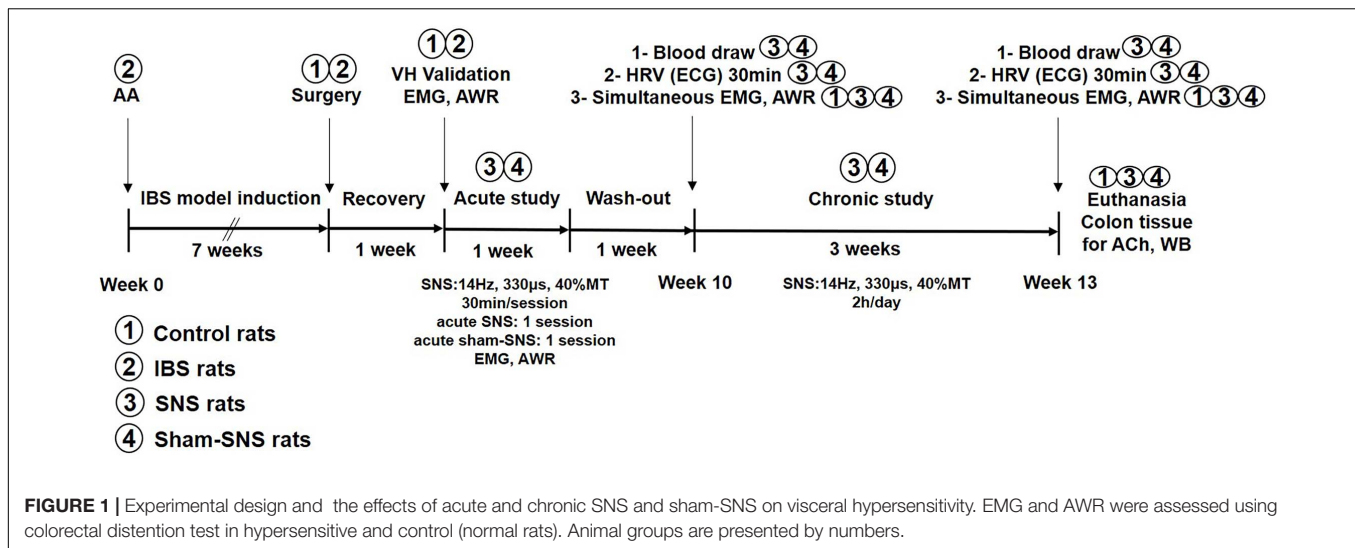 ②
AA
①②
Surgery
①②
VH Validation
EMG, AWR
1- Blood draw ③④
2- HRV (ECG) 30min ③④
3- Simultaneous EMG, AWR ①③④
1- Blood draw ③④
2- HRV (ECG) 30min ③④
3- Simultaneous EMG, AWR ①③④
IBS model induction
7 weeks
Recovery
1 week
③④
Acute study
1 week
Wash-out
1 week
③④
Chronic study
3 weeks
①③④
Euthanasia
Colon tissue
for ACh, WB
Week 0
SNS:14Hz, 330µs, 40%MT
30min/session
acute SNS: 1 session
acute sham-SNS: 1 session
EMG, AWR
Week 10
SNS:14Hz, 330µs, 40%MT
2h/day
Week 13
① Control rats
② IBS rats
③ SNS rats
④ Sham-SNS rats
FIGURE 1 | Experimental design and the effects of acute and chronic SNS and sham-SNS on visceral hypersensitivity. EMG and AWR were assessed using
colorectal distention test in hypersensitive and control (normal rats). Animal groups are presented by numbers.